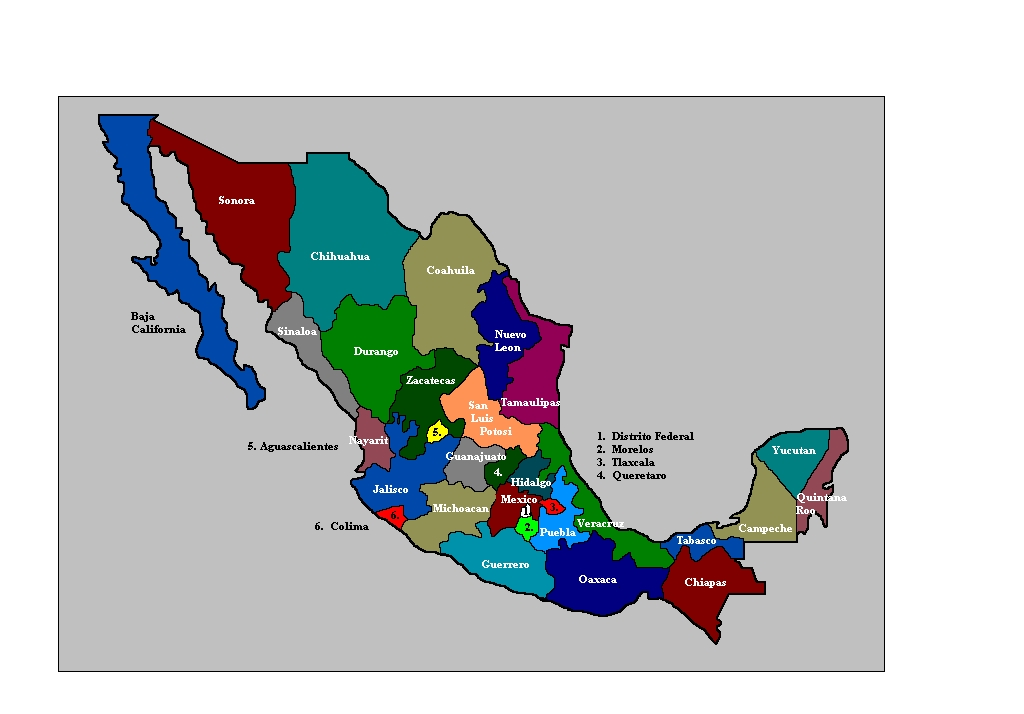 Sonora
Chihuahua
Coahuila
Baja
California
Sinaloa
Nuevo
Leon
Durango
Zacatecas
Tamaulipas
San
Luis
Potosi
5.
5. Aguascalientes
Nayarit
1. Distrito Federal
2. Morelos
3. Tlaxcala
4. Queretaro
Yucutan
Guanajuato
4.
Hidalgo
Jalisco
Mexico
Quintana
Roo
Michoacan
3.
1.
6.
6. Colima
2.
Puebla
Veracruz
Campeche
Tabasco
Guerrero
Oaxaca
Chiapas